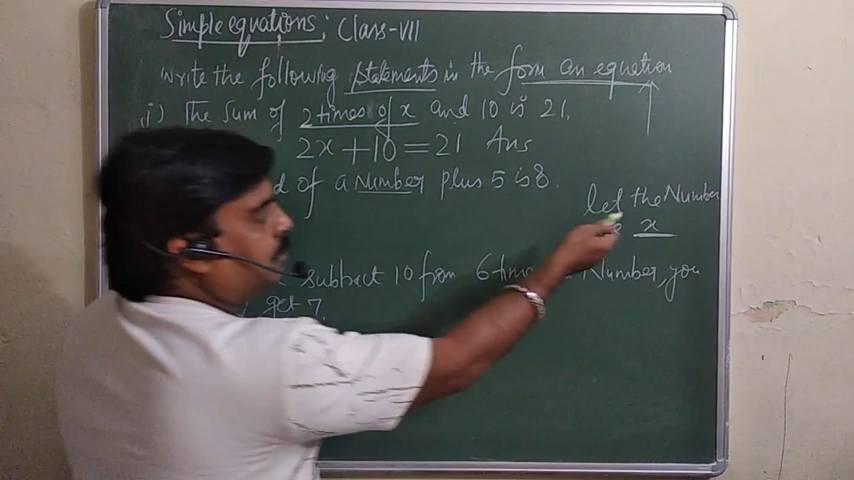 Simple equations: Class-VII
Write the following statements in the form an equation
i) The sum of 2 times of x and 10 is 21.
2x+10=21 Ans
d of a Number plus 5 is 8.
let the Number
x
subtract 10 from 6 Number, you
get 7.